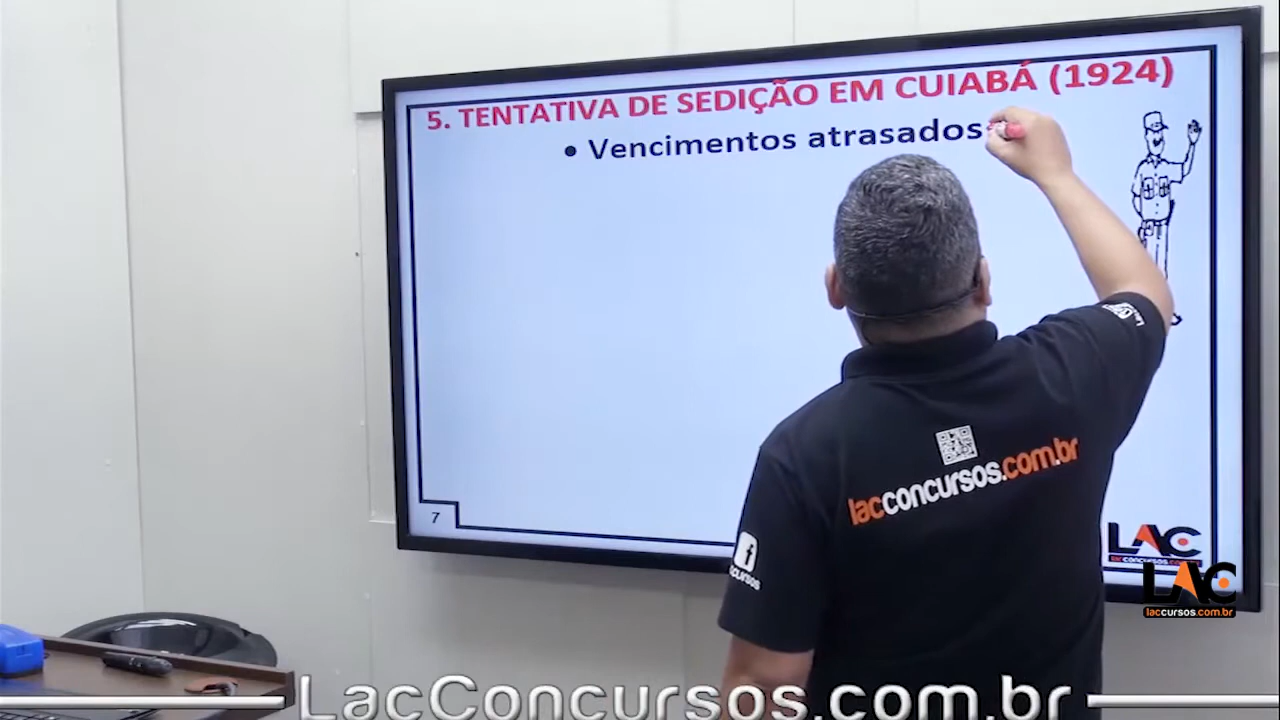 5. TENTATIVA DE SEDIÇÃO EM CUIABÁ (1924)
• Vencimentos atrasados
lacconcursos.com.br
7
LAC
LAC
laccursos.com.br
LacConcursos.com.br